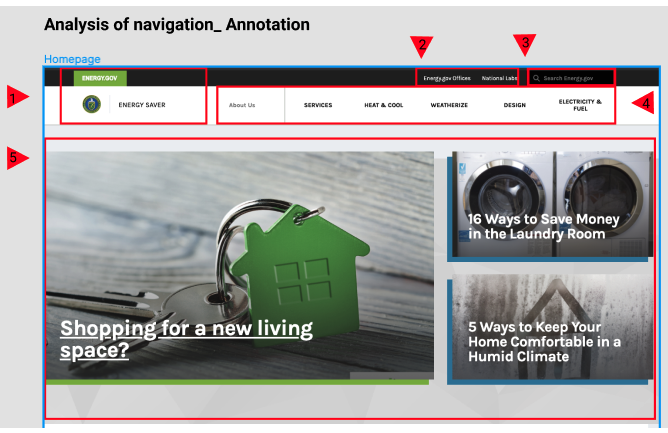 Analysis of navigation_ Annotation
Homepage
2
3
ENERGY.GOV
Energy.gov Offices
National Labs
Search Energy.gov
1
ENERGY SAVER
About Us
SERVICES
HEAT & COOL
WEATHERIZE
DESIGN
ELECTRICITY &
FUEL
4
5
16 Ways to Save Money
in the Laundry Room
Shopping for a new living
space?
5 Ways to Keep Your
Home Comfortable in a
Humid Climate